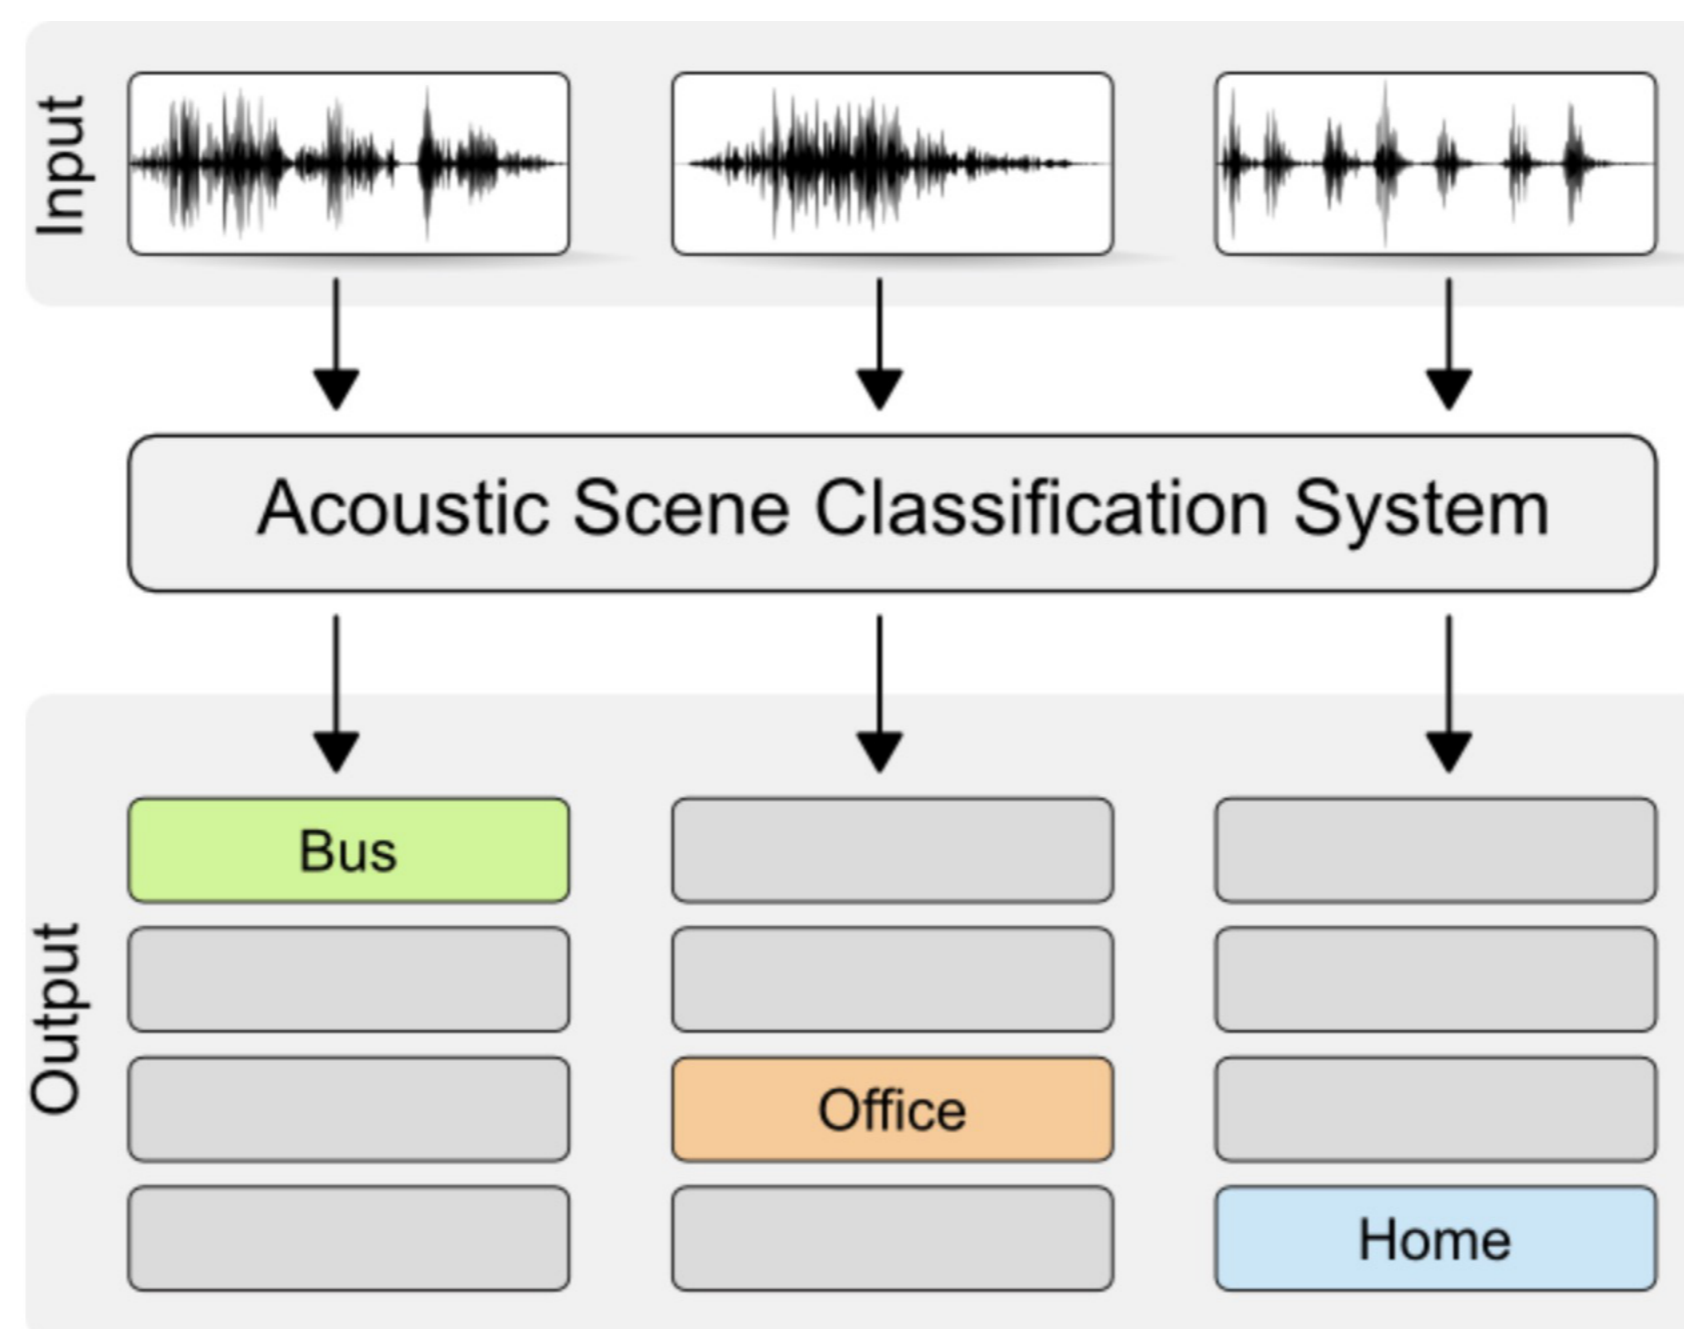 Input
Acoustic Scene Classification System
Bus
Output
Office
Home